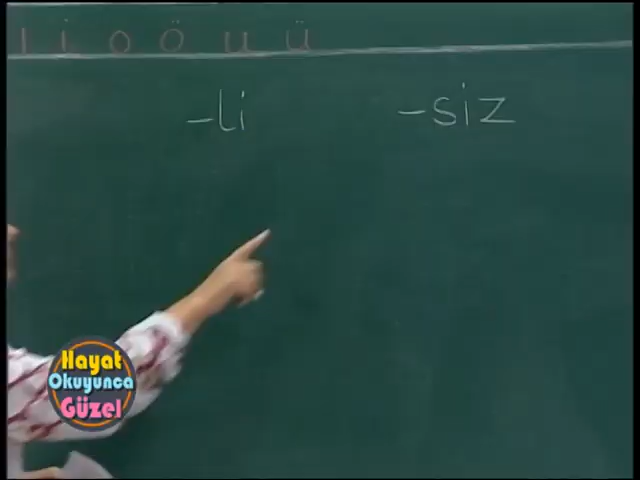 ı i o ö u ü
-li -siz
Hayat
Okuyunca
Güzel